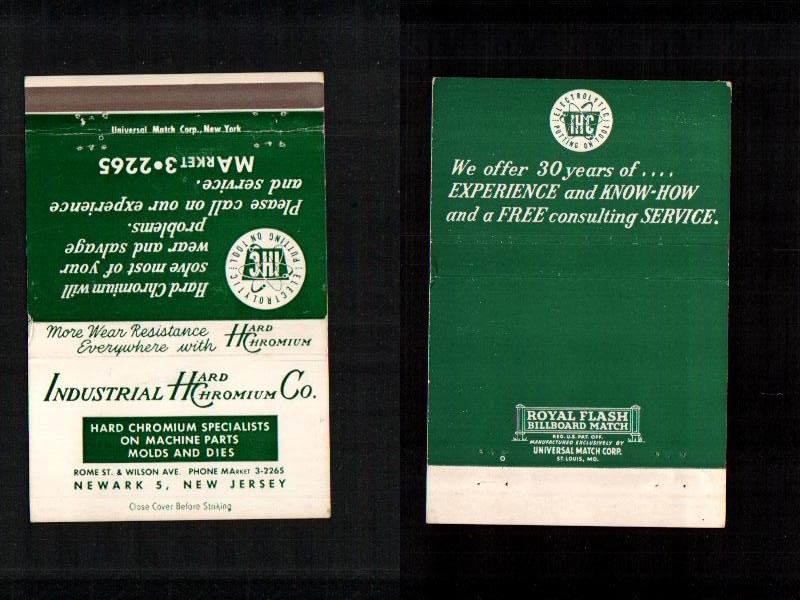 Universal Match Corp., New York
Hard Chromium will
solve most of your
wear and salvage
problems.
Please call on our experience
and service.
MARKET 3•2265
ELECTROLYTIC
IHC
PUTTING ON TOOL
More Wear Resistance
Everywhere with HARD CHROMIUM
INDUSTRIAL HARD CHROMIUM CO.
HARD CHROMIUM SPECIALISTS
ON MACHINE PARTS
MOLDS AND DIES
ROME ST. & WILSON AVE. PHONE MARKET 3-2265
NEWARK 5, NEW JERSEY
Close Cover Before Striking
ELECTROLYTIC
IHC
PUTTING ON TOOL
We offer 30 years of....
EXPERIENCE and KNOW-HOW
and a FREE consulting SERVICE.
ROYAL FLASH
BILLBOARD MATCH
REG. U.S. PAT. OFF.
MANUFACTURED EXCLUSIVELY BY
UNIVERSAL MATCH CORP.
ST. LOUIS, MO.